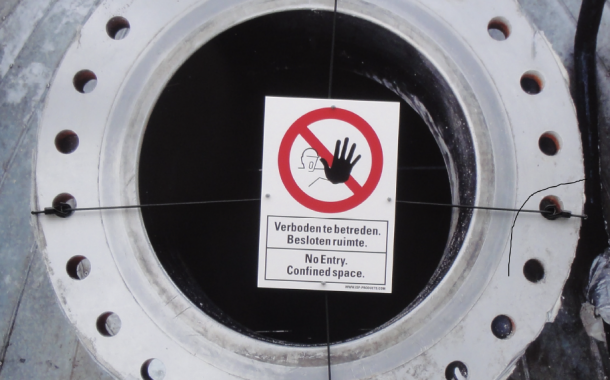 Verboden te betreden.
Besloten ruimte.
No Entry.
Confined space.